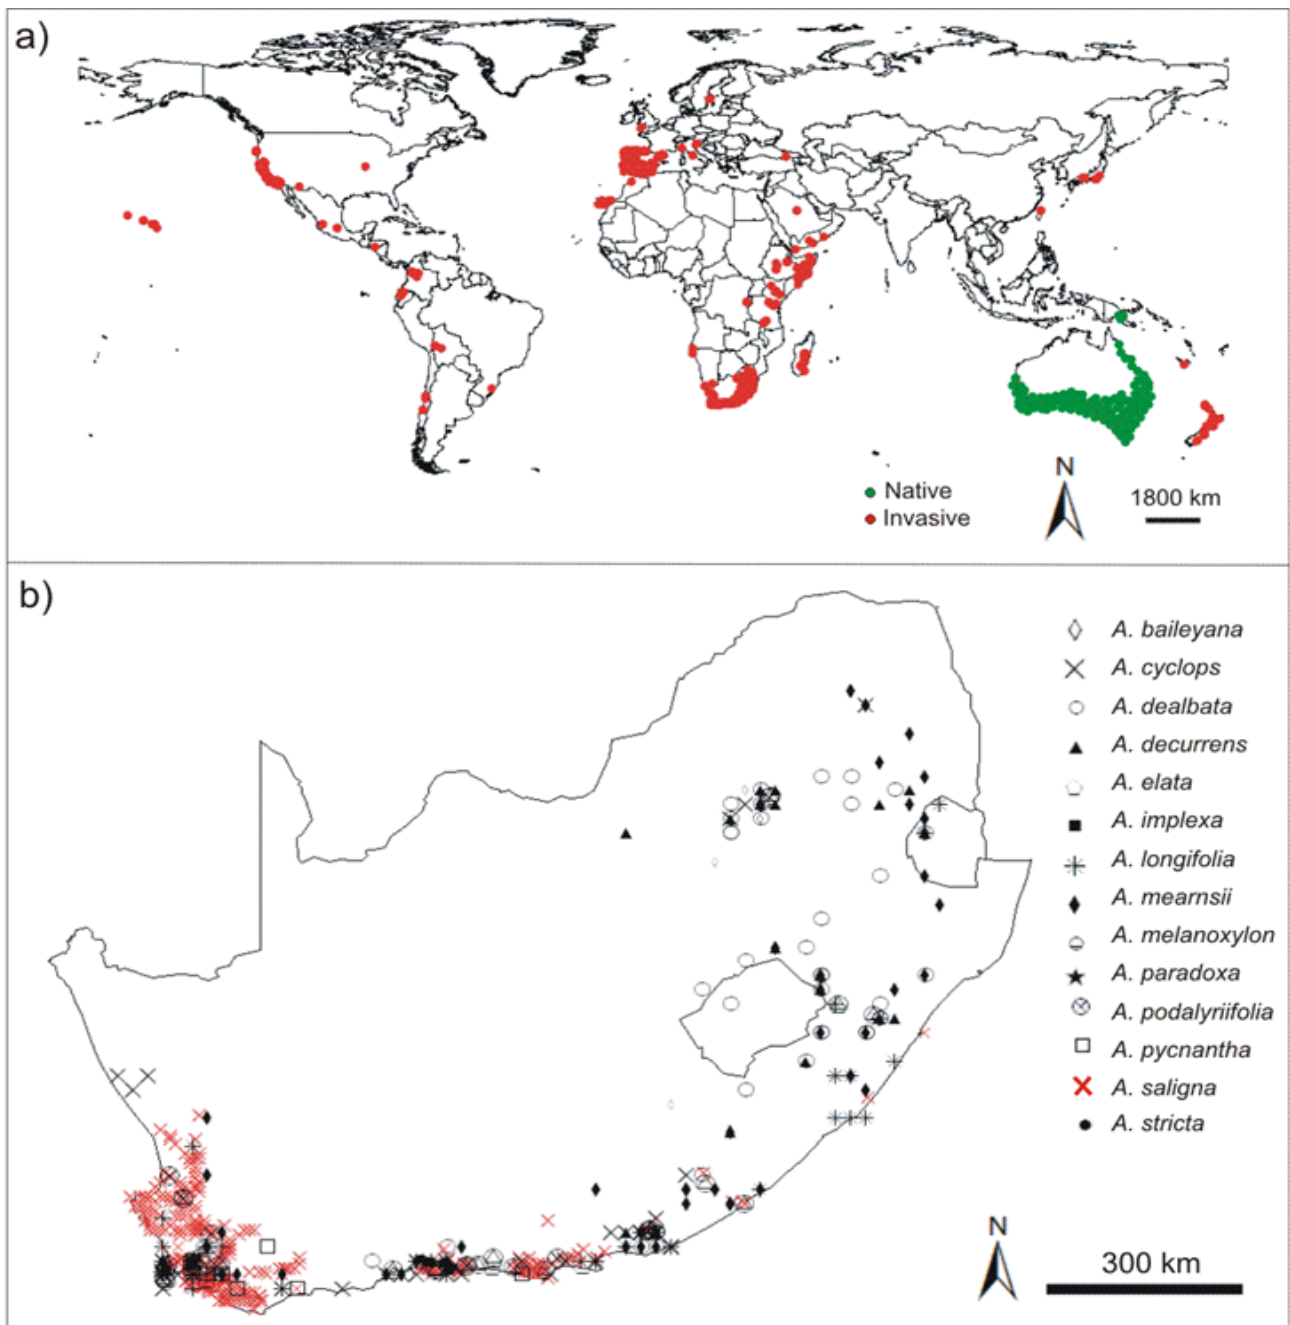 a)
N
Native
Invasive
1800 km
b)
A. baileyana
A. cyclops
A. dealbata
A. decurrens
A. elata
A. implexa
A. longifolia
A. mearnsii
A. melanoxylon
A. paradoxa
A. podalyriifolia
A. pycnantha
A. saligna
A. stricta
N
300 km